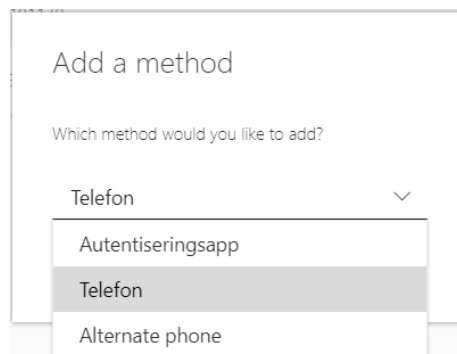 Add a method
Which method would you like to add?
Telefon
Autentiseringsapp
Telefon
Alternate phone